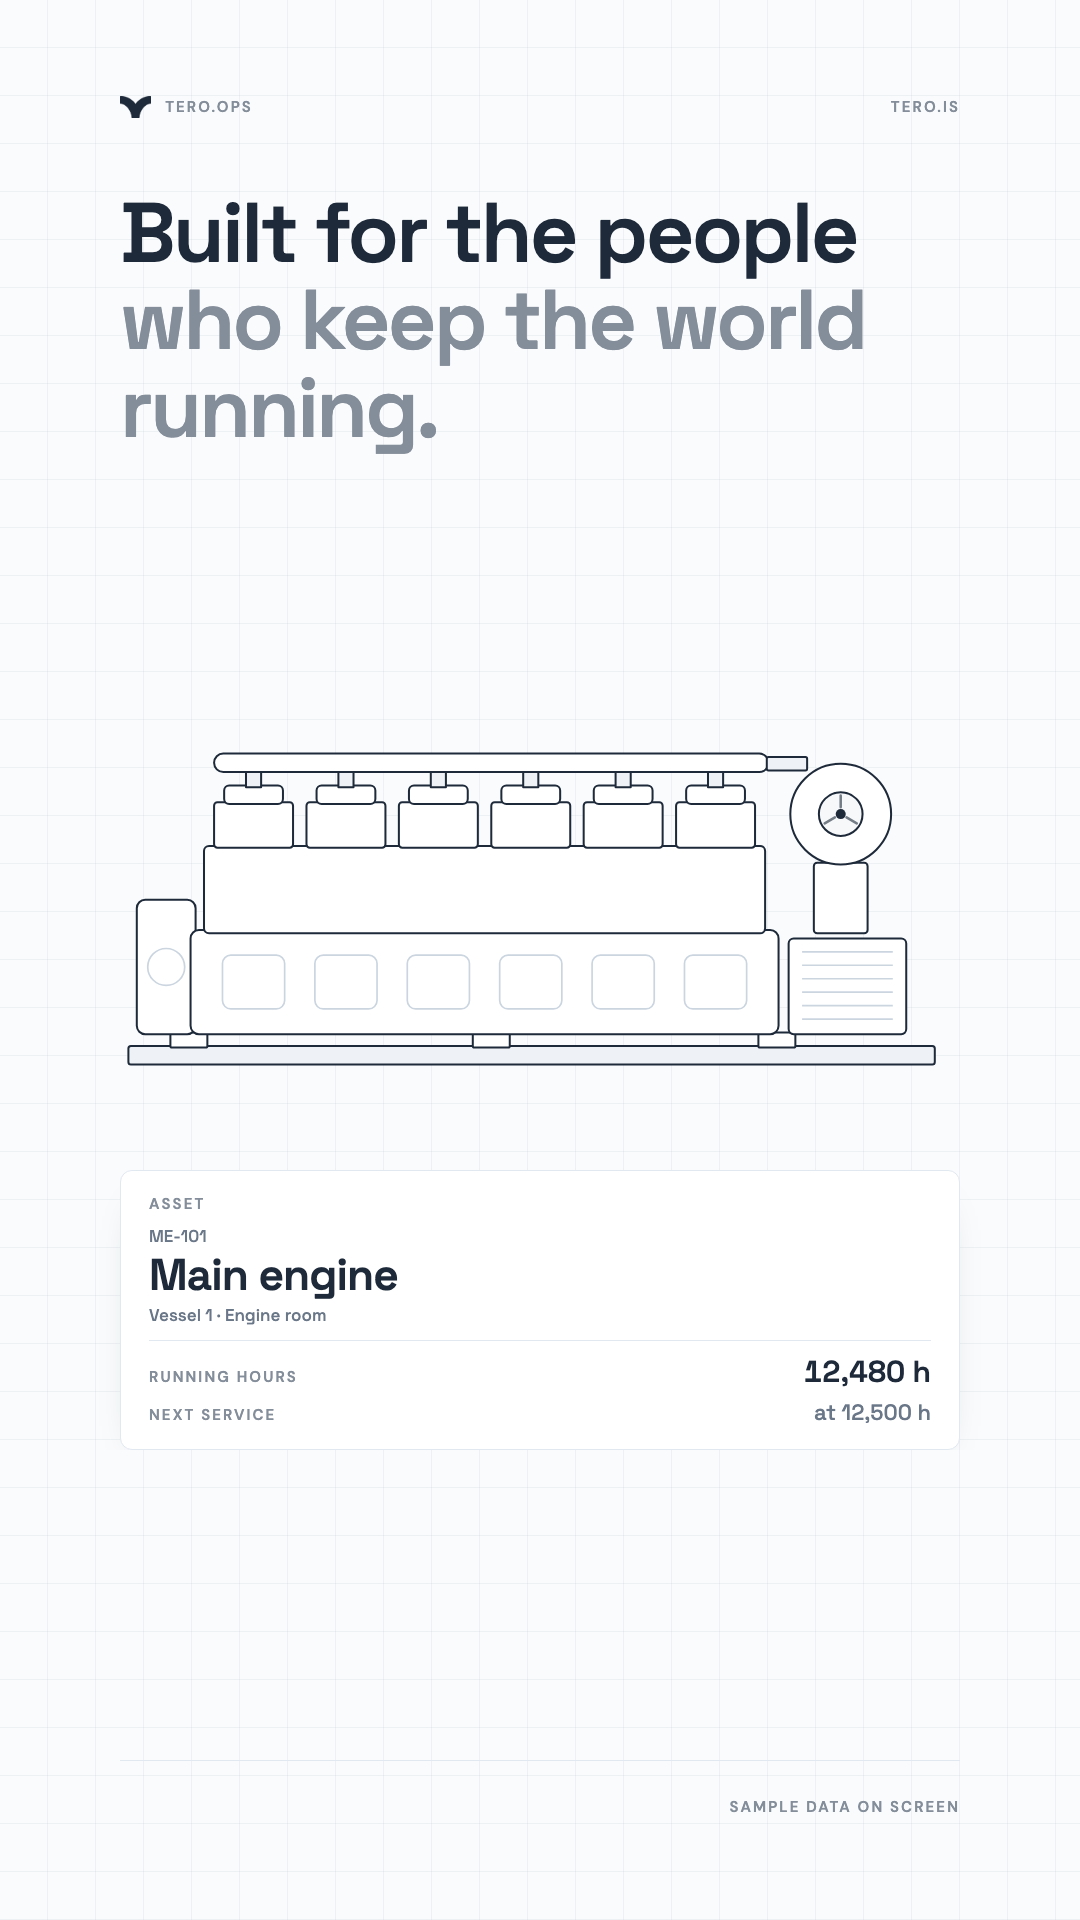 TERO.OPS
TERO.IS
Built for the people
who keep the world
running.
ASSET
ME-101
Main engine
Vessel 1 · Engine room
RUNNING HOURS
12,480 h
NEXT SERVICE
at 12,500 h
SAMPLE DATA ON SCREEN